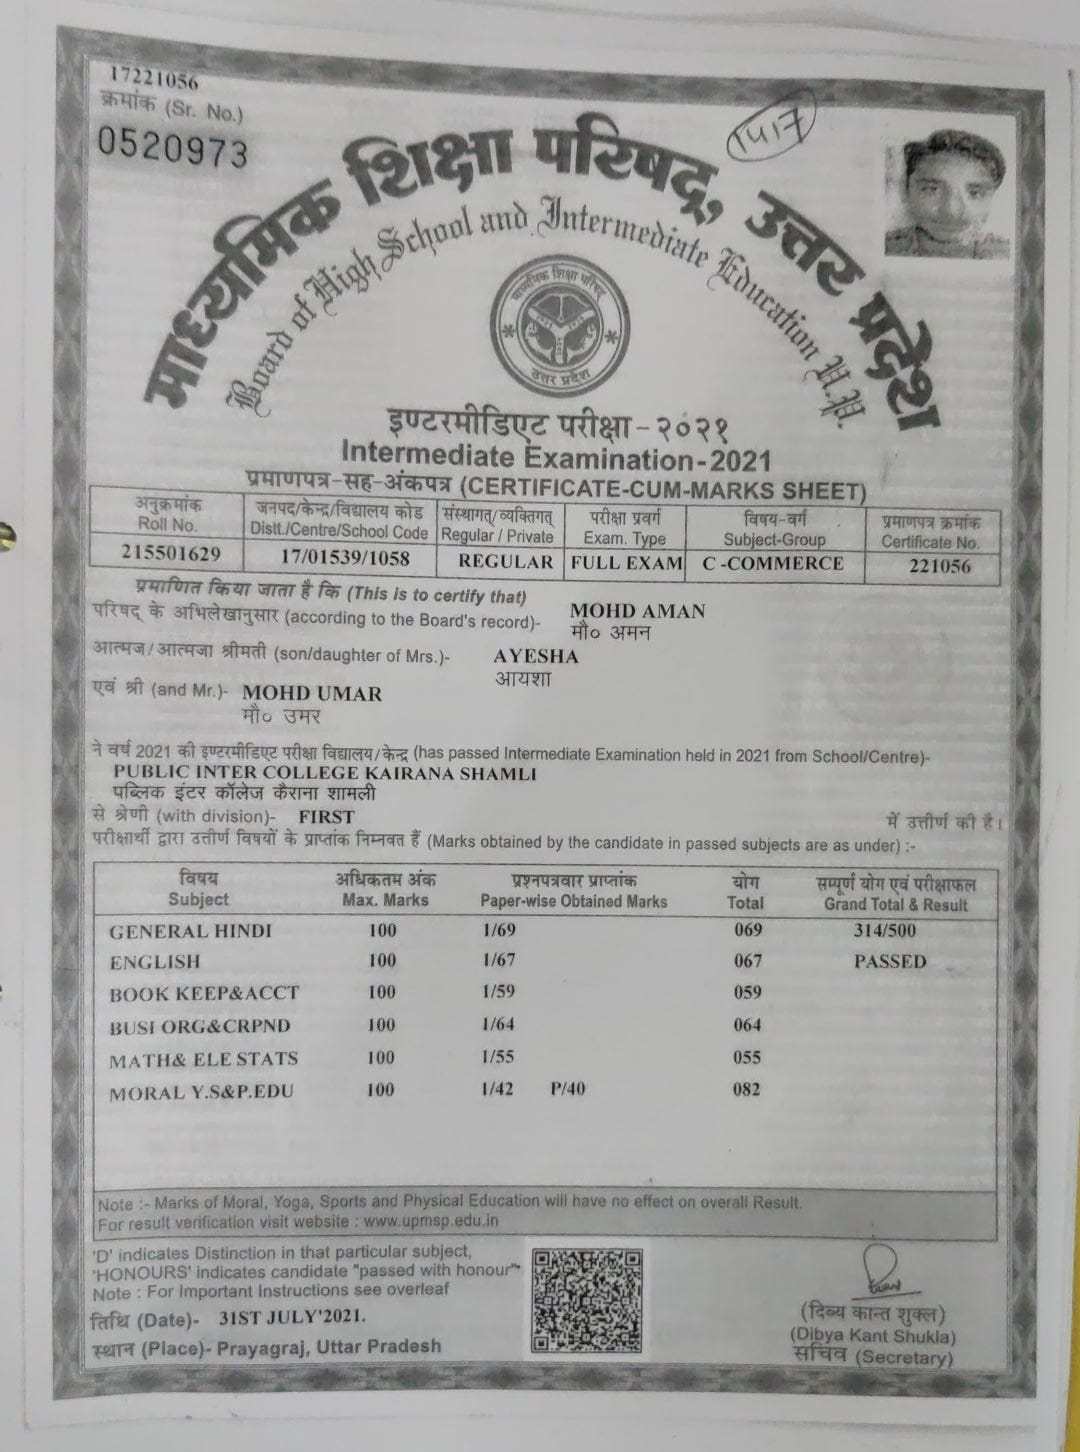 17221056
क्रमांक (Sr. No.)
0520973
1417
माध्यमिक शिक्षा परिषद्, उत्तर प्रदेश
Board of High School and Intermediate Education U.P.
माध्यमिक शिक्षा परिषद्
उत्तर प्रदेश
इण्टरमीडिएट परीक्षा-२०२१
Intermediate Examination-2021
प्रमाणपत्र-सह-अंकपत्र (CERTIFICATE-CUM-MARKS SHEET)
अनुक्रमांक जनपद/केन्द्र/विद्यालय कोड संस्थागत/व्यक्तिगत् परीक्षा प्रवर्ग विषय-वर्ग प्रमाणपत्र क्रमांक
Roll No. Distt./Centre/School Code Regular / Private Exam. Type Subject-Group Certificate No.
215501629 17/01539/1058 REGULAR FULL EXAM C -COMMERCE 221056
प्रमाणित किया जाता है कि (This is to certify that)
परिषद् के अभिलेखानुसार (according to the Board's record)- MOHD AMAN
मौ० अमन
आत्मज/आत्मजा श्रीमती (son/daughter of Mrs.)- AYESHA
आयशा
एवं श्री (and Mr.)- MOHD UMAR
मौ० उमर
ने वर्ष 2021 की इण्टरमीडिएट परीक्षा विद्यालय/केन्द्र (has passed Intermediate Examination held in 2021 from School/Centre)-
PUBLIC INTER COLLEGE KAIRANA SHAMLI
पब्लिक इंटर कॉलेज कैराना शामली
से श्रेणी (with division)- FIRST में उत्तीर्ण की है।
परीक्षार्थी द्वारा उत्तीर्ण विषयों के प्राप्तांक निम्नवत हैं (Marks obtained by the candidate in passed subjects are as under) :-
विषय अधिकतम अंक प्रश्नपत्रवार प्राप्तांक योग सम्पूर्ण योग एवं परीक्षाफल
Subject Max. Marks Paper-wise Obtained Marks Total Grand Total & Result
GENERAL HINDI 100 1/69 069 314/500
ENGLISH 100 1/67 067 PASSED
BOOK KEEP&ACCT 100 1/59 059
BUSI ORG&CRPND 100 1/64 064
MATH& ELE STATS 100 1/55 055
MORAL Y.S&P.EDU 100 1/42 P/40 082
Note :- Marks of Moral, Yoga, Sports and Physical Education will have no effect on overall Result.
For result verification visit website : www.upmsp.edu.in
'D' indicates Distinction in that particular subject,
'HONOURS' indicates candidate "passed with honour"
Note : For Important Instructions see overleaf
तिथि (Date)- 31ST JULY'2021.
स्थान (Place)- Prayagraj, Uttar Pradesh
(दिव्य कान्त शुक्ल)
(Dibya Kant Shukla)
सचिव (Secretary)